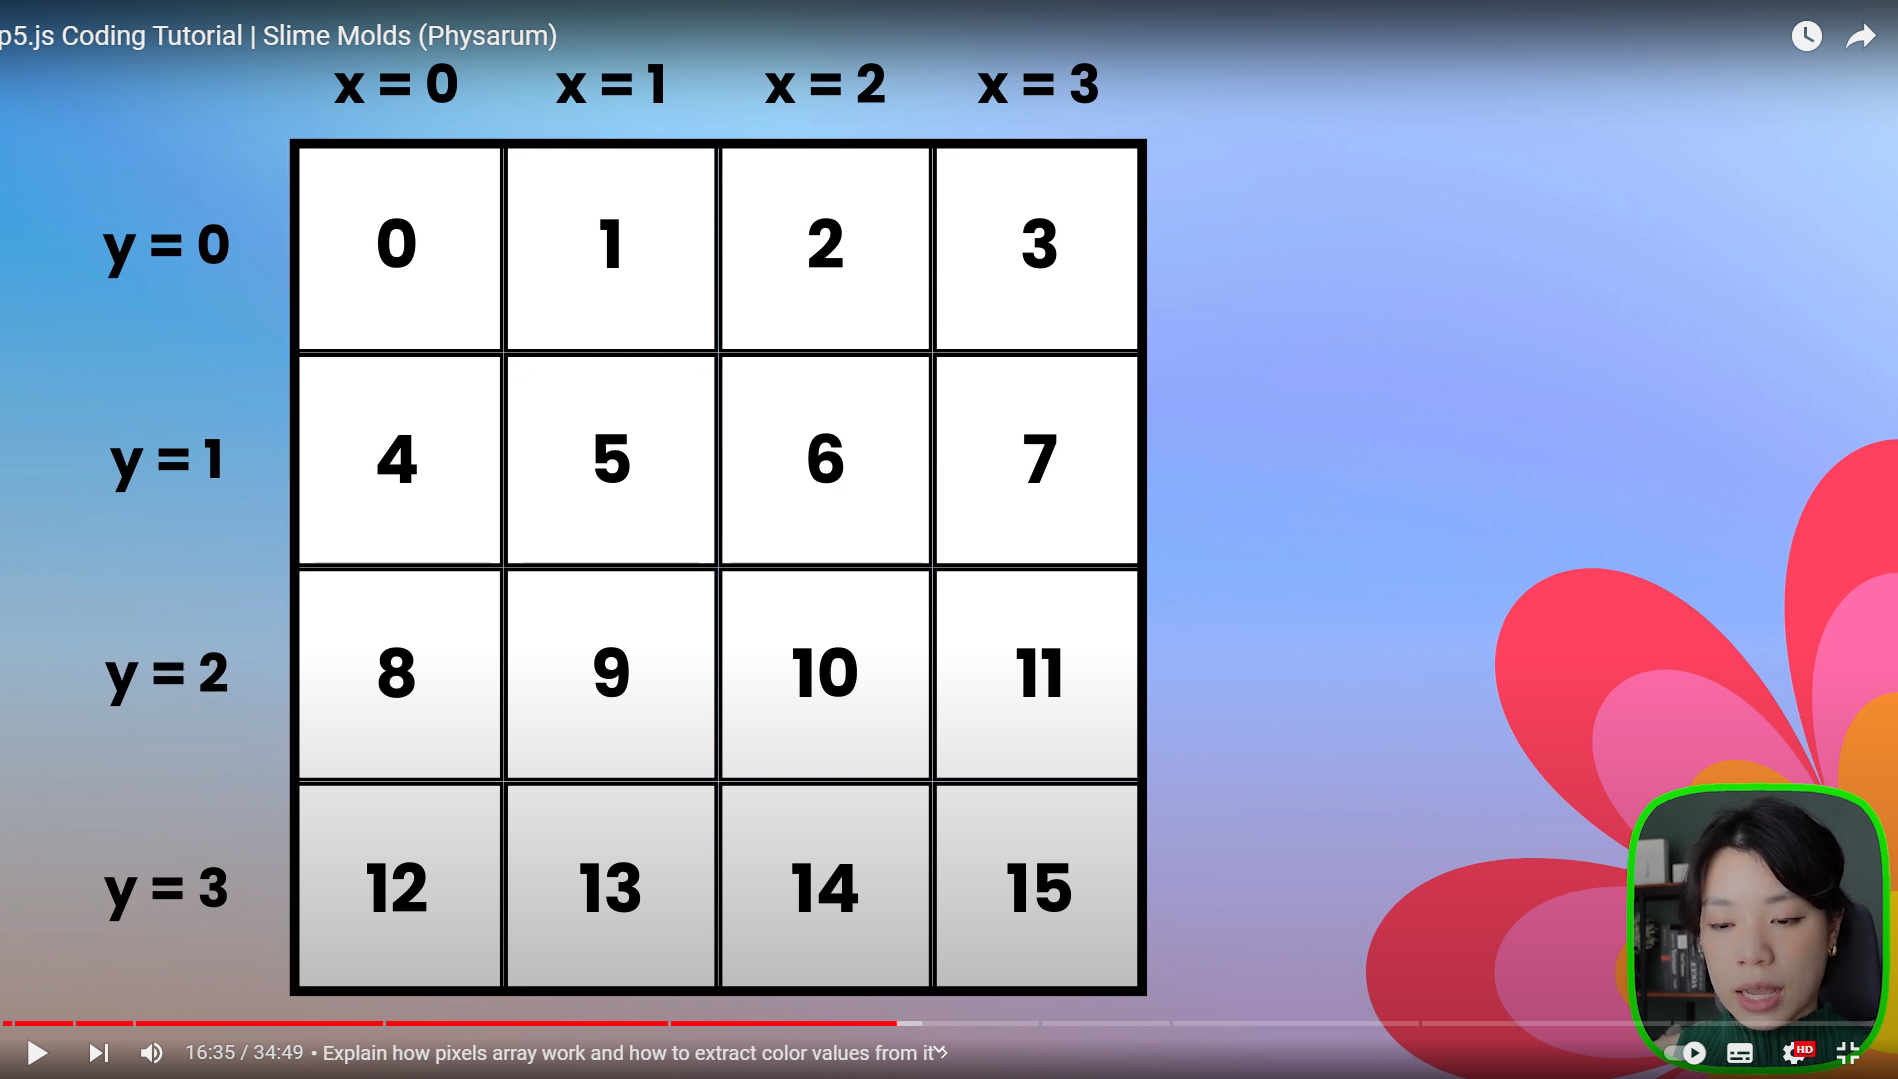 p5.js Coding Tutorial | Slime Molds (Physarum)
x = 0 x = 1 x = 2 x = 3
y = 0 0 1 2 3
y = 1 4 5 6 7
y = 2 8 9 10 11
y = 3 12 13 14 15
16:35 / 34:49 • Explain how pixels array work and how to extract color values from it
HD